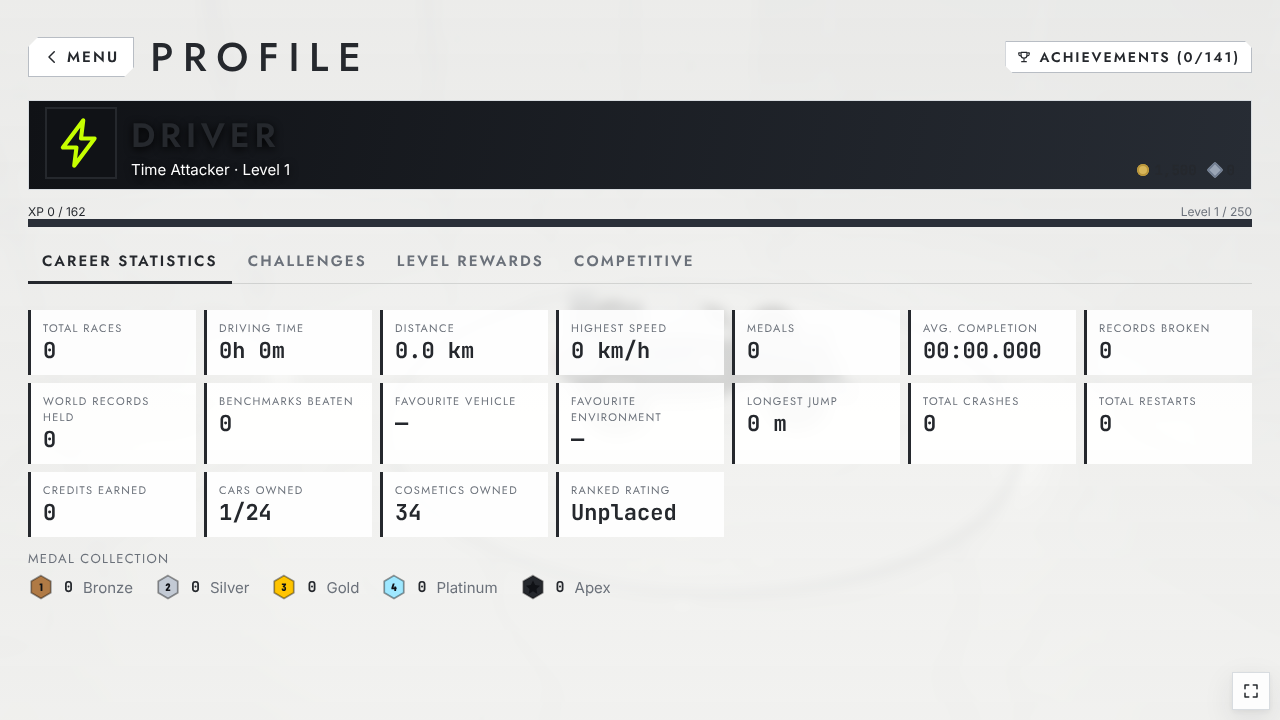 MENU
PROFILE
ACHIEVEMENTS (0/141)
DRIVER
Time Attacker · Level 1
XP 0 / 162
Level 1 / 250
CAREER STATISTICS CHALLENGES LEVEL REWARDS COMPETITIVE
TOTAL RACES
0
DRIVING TIME
0h 0m
DISTANCE
0.0 km
HIGHEST SPEED
0 km/h
MEDALS
0
AVG. COMPLETION
00:00.000
RECORDS BROKEN
0
WORLD RECORDS
HELD
0
BENCHMARKS BEATEN
0
FAVOURITE VEHICLE
—
FAVOURITE
ENVIRONMENT
—
LONGEST JUMP
0 m
TOTAL CRASHES
0
TOTAL RESTARTS
0
CREDITS EARNED
0
CARS OWNED
1/24
COSMETICS OWNED
34
RANKED RATING
Unplaced
MEDAL COLLECTION
1 0 Bronze 2 0 Silver 3 0 Gold 4 0 Platinum 0 Apex